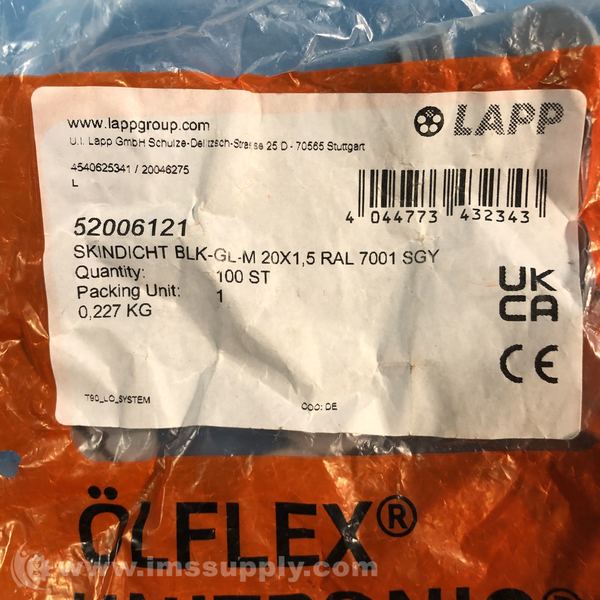 www.lappgroup.com
LAPP
U.I. Lapp GmbH Schulze-Delitzsch-Strasse 25 D - 70565 Stuttgart
4540625341 / 20046275
L
4 044773 432343
52006121
SKINDICHT BLK-GL-M 20X1,5 RAL 7001 SGY
Quantity: 100 ST
Packing Unit: 1
0,227 KG
UK
CA
CE
T90_LO_SYSTEM
COO: DE
ÖLFLEX®
www.imssupply.com